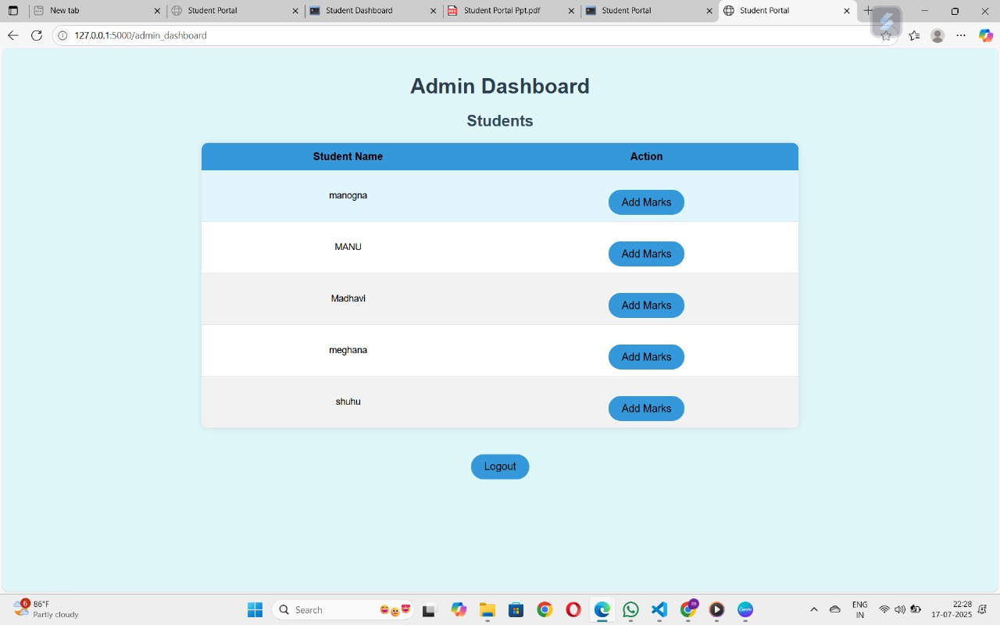 New tab
Student Portal
Student Dashboard
Student Portal Ppt.pdf
Student Portal
Student Portal
127.0.0.1:5000/admin_dashboard
Admin Dashboard
Students
Student Name Action
manogna Add Marks
MANU Add Marks
Madhavi Add Marks
meghana Add Marks
shuhu Add Marks
Logout
6
86°F
Partly cloudy
Search
m
Canva
ENG
IN
22:28
17-07-2025